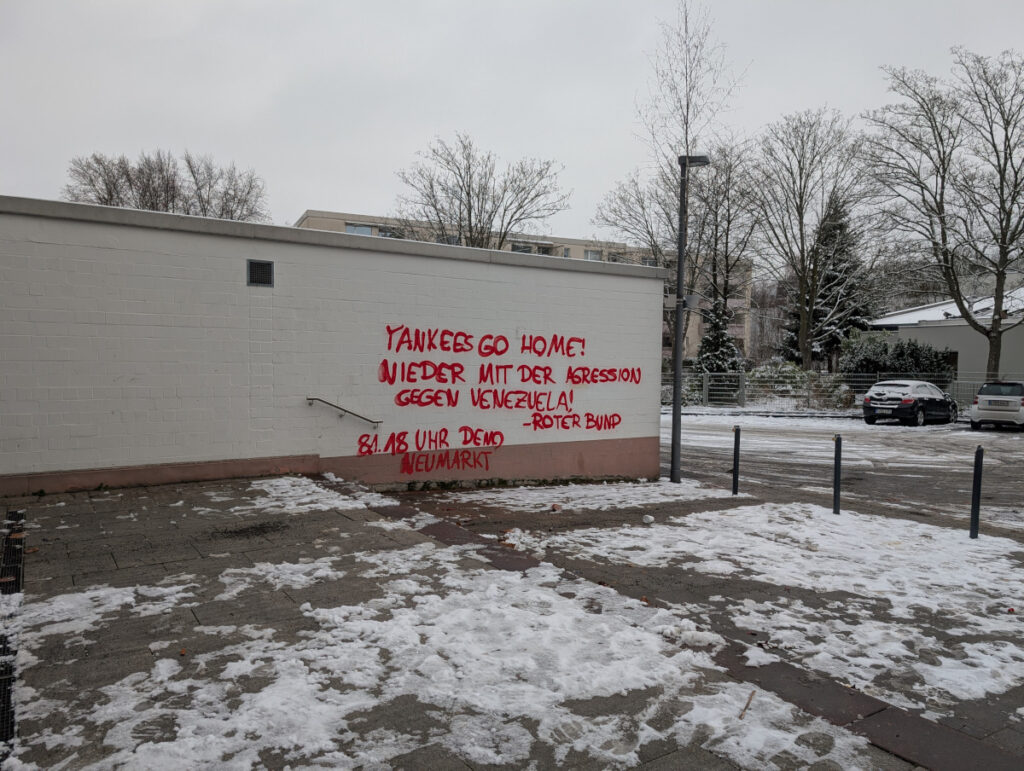 YANKEES GO HOME!
NIEDER MIT DER AGRESSION
GEGEN VENEZUELA!
-ROTER BUND
8.1. 18 UHR DEMO
NEUMARKT